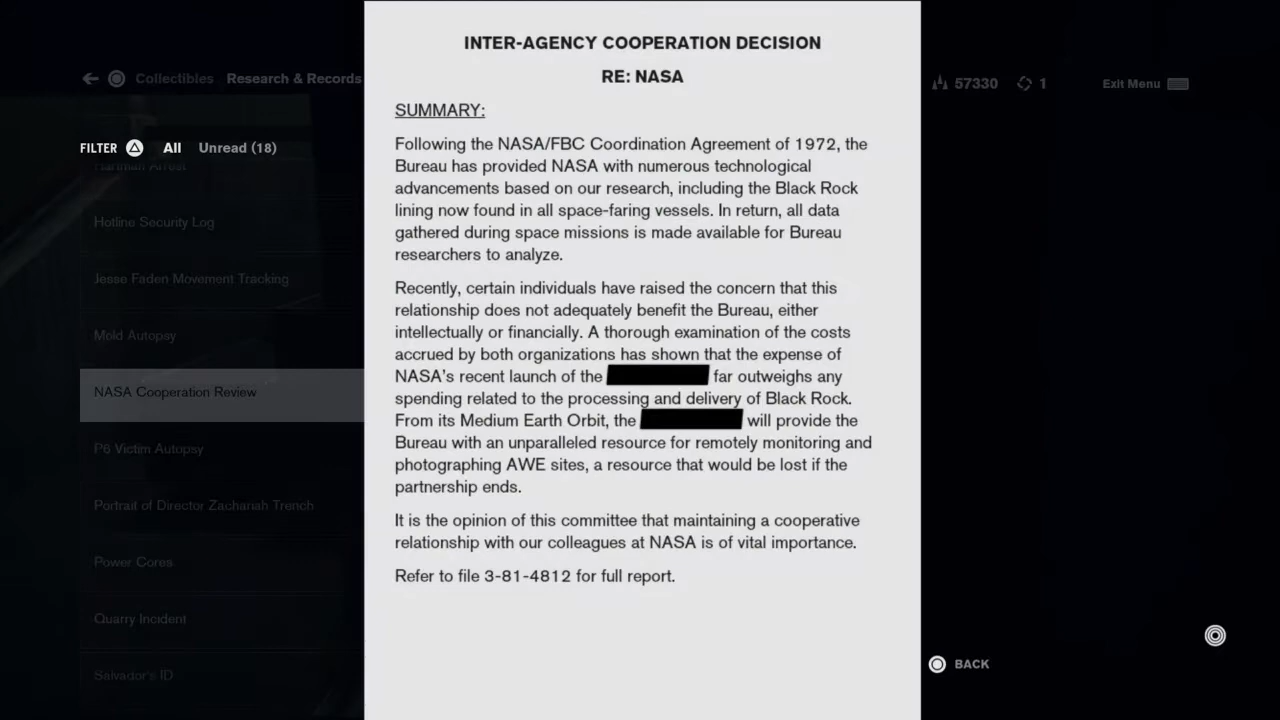 INTER-AGENCY COOPERATION DECISION
RE: NASA
Collectibles Research & Records
57330 1 Exit Menu
SUMMARY:
FILTER All Unread (18)
Following the NASA/FBC Coordination Agreement of 1972, the
Bureau has provided NASA with numerous technological
advancements based on our research, including the Black Rock
lining now found in all space-faring vessels. In return, all data
gathered during space missions is made available for Bureau
researchers to analyze.
Recently, certain individuals have raised the concern that this
relationship does not adequately benefit the Bureau, either
intellectually or financially. A thorough examination of the costs
accrued by both organizations has shown that the expense of
NASA's recent launch of the far outweighs any
spending related to the processing and delivery of Black Rock.
From its Medium Earth Orbit, the will provide the
Bureau with an unparalleled resource for remotely monitoring and
photographing AWE sites, a resource that would be lost if the
partnership ends.
It is the opinion of this committee that maintaining a cooperative
relationship with our colleagues at NASA is of vital importance.
Refer to file 3-81-4812 for full report.
Hartman Arrest
Hotline Security Log
Jesse Faden Movement Tracking
Mold Autopsy
NASA Cooperation Review
P6 Victim Autopsy
Portrait of Director Zachariah Trench
Power Cores
Quarry Incident
Salvador's ID
BACK